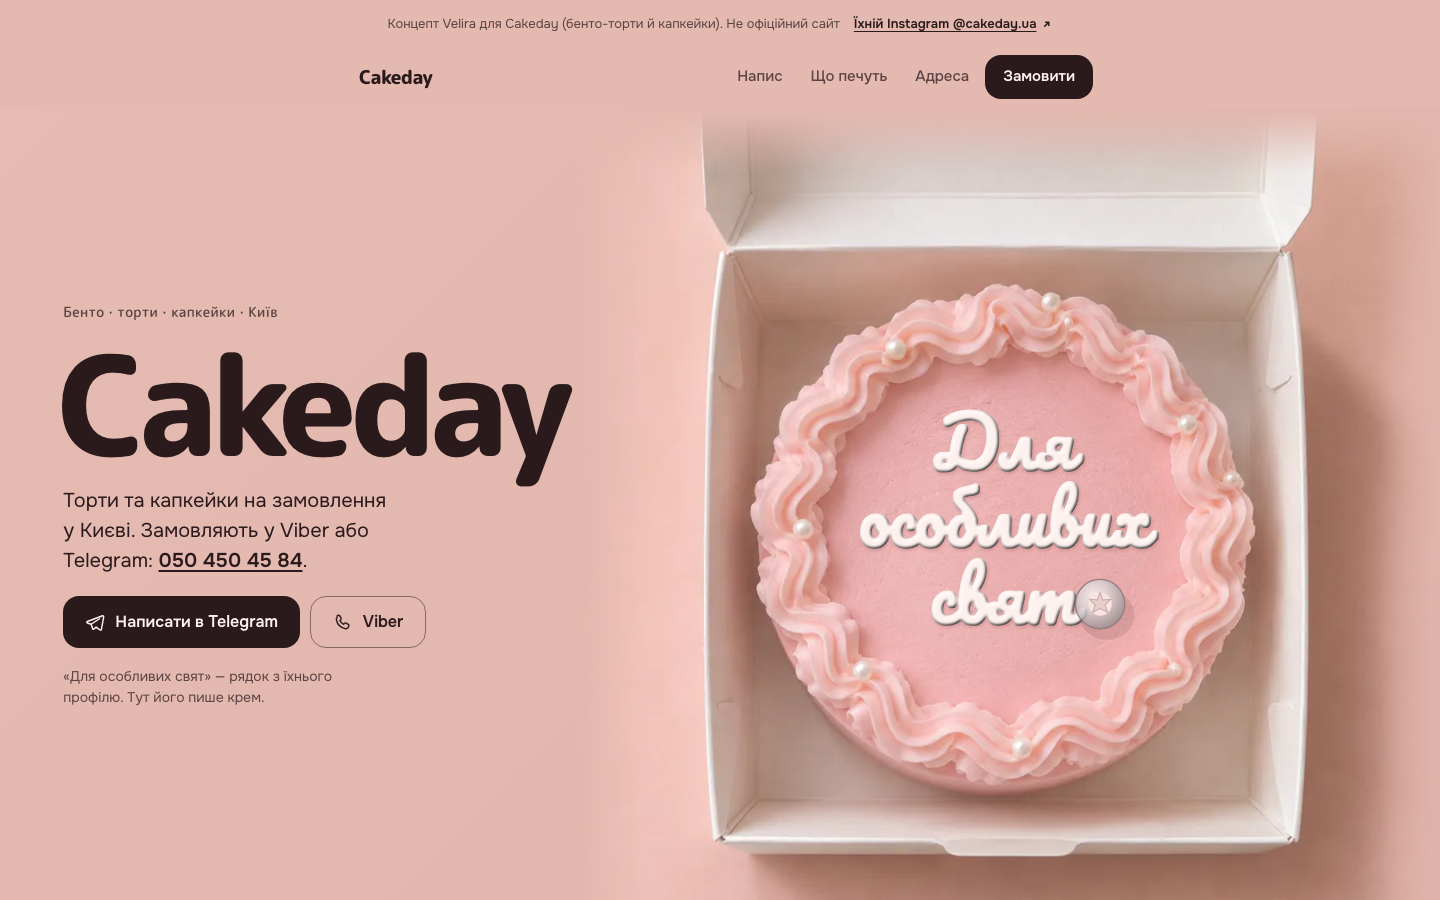 Концепт Velira для Cakeday (бенто-торти й капкейки). Не офіційний сайт Їхній Instagram @cakeday.ua ↗
Cakeday
Напис
Що печуть
Адреса
Замовити
Бенто · торти · капкейки · Київ
Cakeday
Торти та капкейки на замовлення
у Києві. Замовляють у Viber або
Telegram: 050 450 45 84.
Написати в Telegram
Viber
«Для особливих свят» — рядок з їхнього
профілю. Тут його пише крем.
Для
особливих
свят